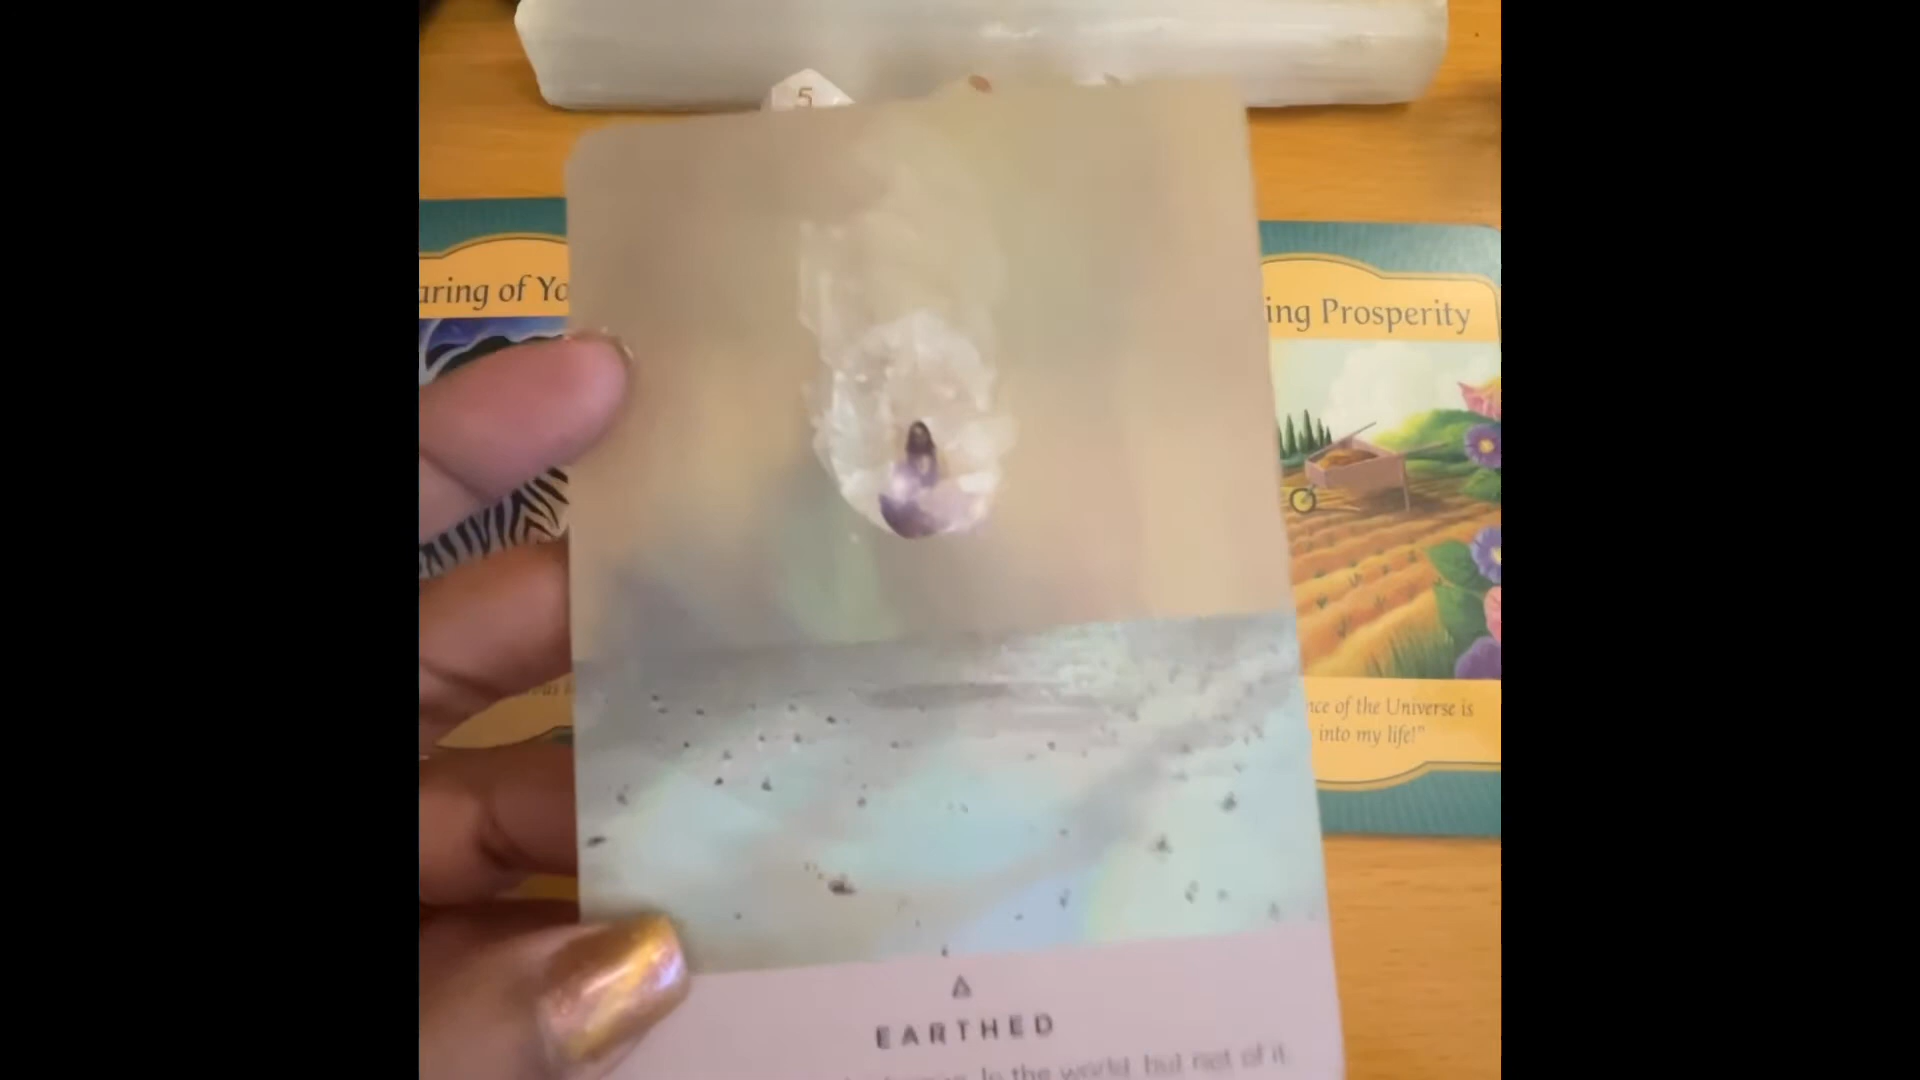 5
aring of Yo
ing Prosperity
nce of the Universe is
into my life!"
EARTHED
In the world, but not of it.